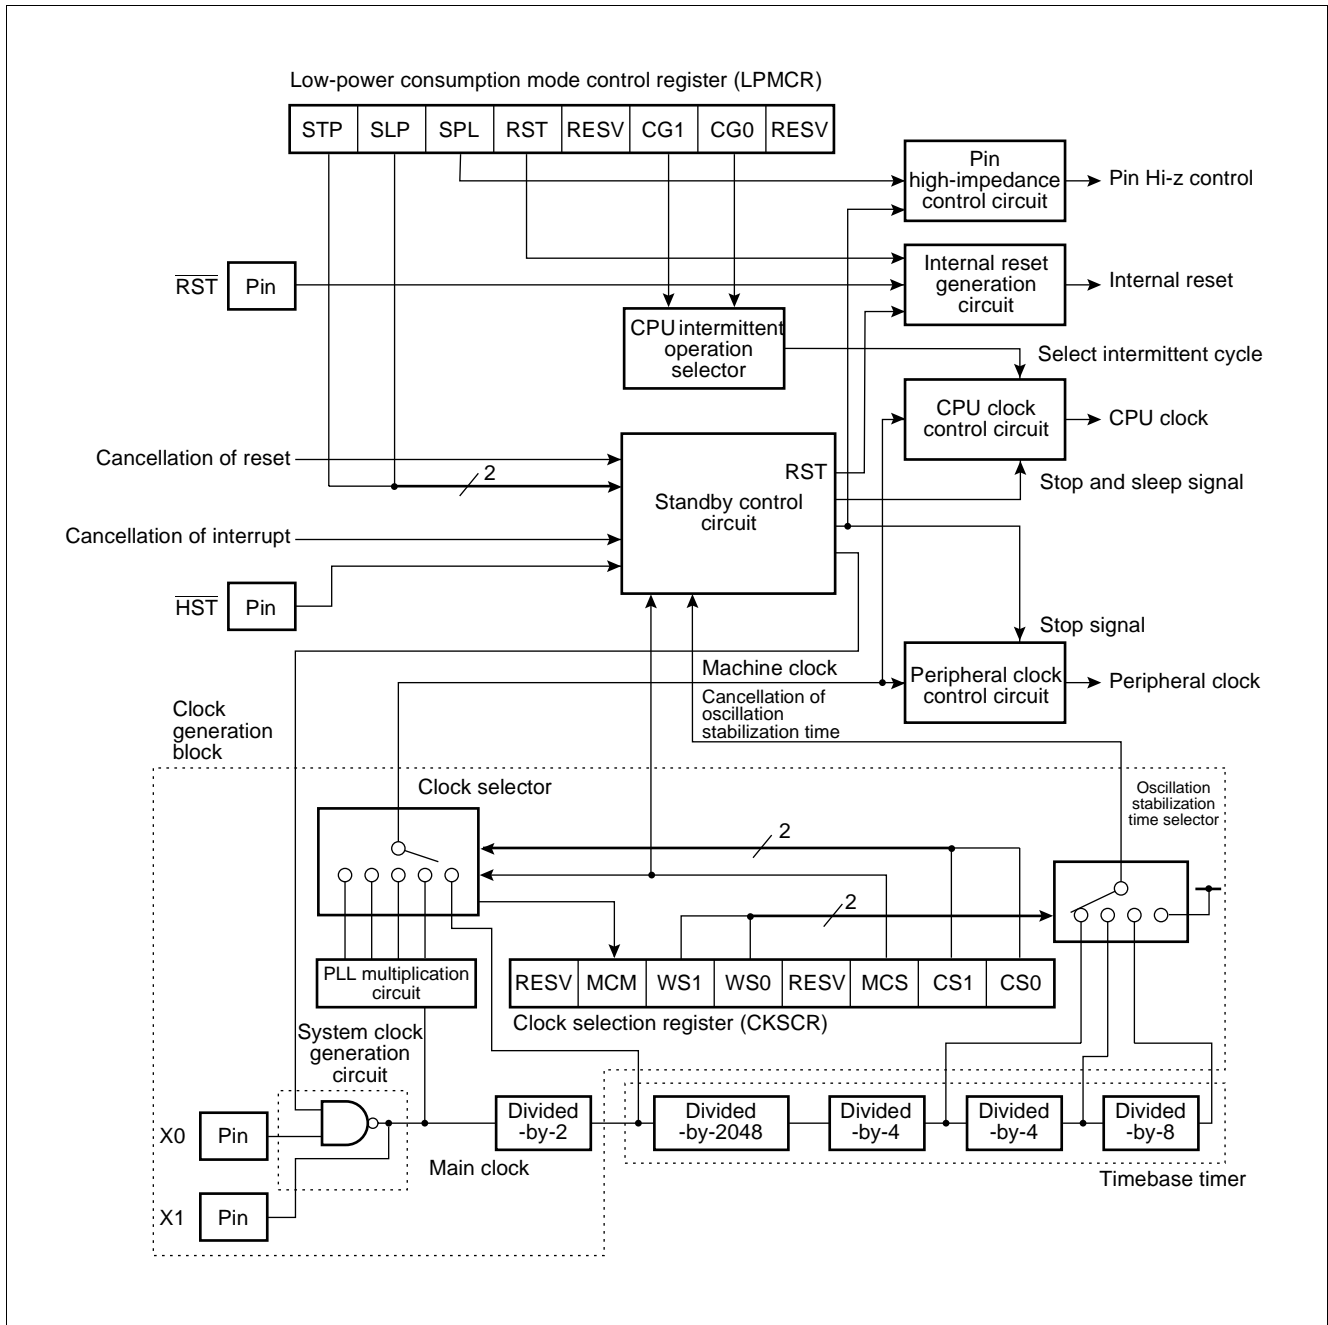 Low-power consumption mode control register (LPMCR)
STP SLP SPL RST RESV CG1 CG0 RESV
Pin
high-impedance
control circuit
Pin Hi-z control
RST
Pin
Internal reset
generation
circuit
Internal reset
CPU intermittent
operation
selector
Select intermittent cycle
CPU clock
control circuit
CPU clock
Cancellation of reset
2
RST
Standby control
circuit
Stop and sleep signal
Cancellation of interrupt
HST
Pin
Stop signal
Machine clock
Peripheral clock
control circuit
Peripheral clock
Cancellation of
oscillation
stabilization time
Clock
generation
block
Clock selector
Oscillation
stabilization
time selector
2
2
PLL multiplication
circuit
RESV MCM WS1 WS0 RESV MCS CS1 CS0
Clock selection register (CKSCR)
System clock
generation
circuit
X0
Pin
Divided
-by-2
Divided
-by-2048
Divided
-by-4
Divided
-by-4
Divided
-by-8
Main clock
Timebase timer
X1
Pin